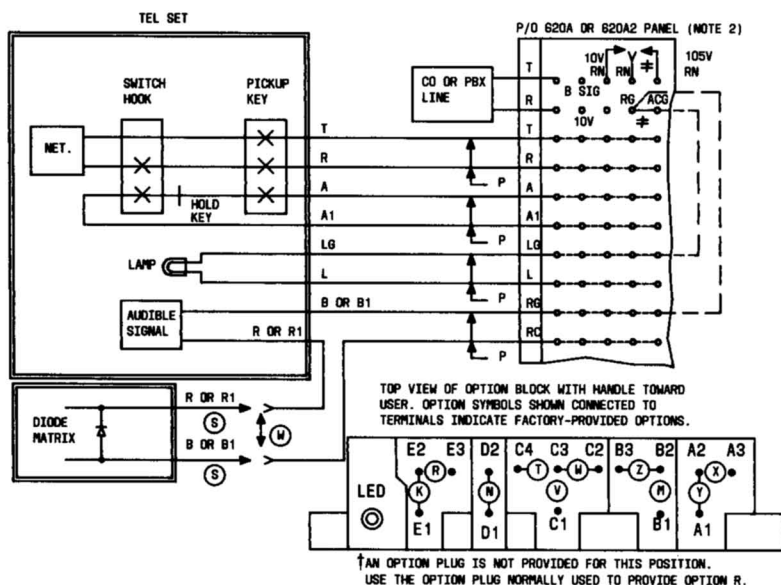 TEL SET
P/O 620A OR 620A2 PANEL (NOTE 2)
SWITCH HOOK
PICKUP KEY
NET.
HOLD KEY
LAMP
AUDIBLE SIGNAL
CO OR PBX LINE
T
R
T
R
A
A1
LG
L
B OR B1
R OR R1
P
P
P
P
T
R
T
R
A
A1
LG
L
RG
RC
10V RN
RN
105V RN
B SIG
RG
ACG
10V
DIODE MATRIX
R OR R1
S
B OR B1
S
W
TOP VIEW OF OPTION BLOCK WITH HANDLE TOWARD
USER. OPTION SYMBOLS SHOWN CONNECTED TO
TERMINALS INDICATE FACTORY-PROVIDED OPTIONS.
LED
E2 E3 D2 C4 C3 C2 B3 B2 A2 A3
R T W Z X
K N V M Y
E1 D1 C1 B1 A1
†AN OPTION PLUG IS NOT PROVIDED FOR THIS POSITION.
USE THE OPTION PLUG NORMALLY USED TO PROVIDE OPTION R.